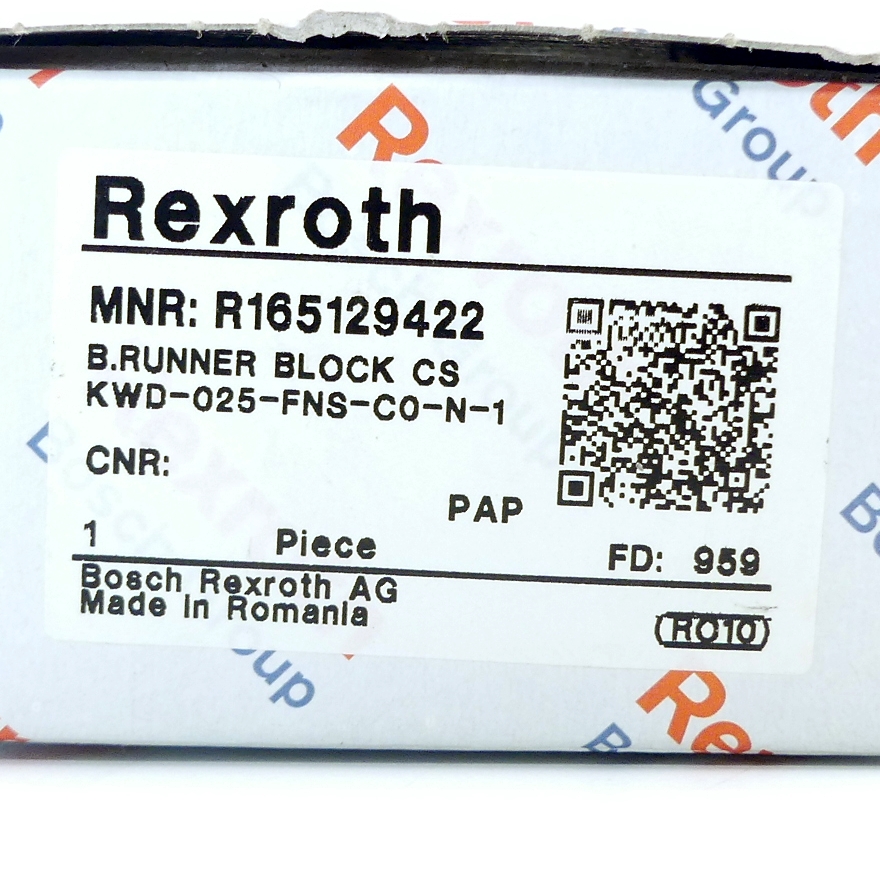 Rexroth
MNR: R165129422
B.RUNNER BLOCK CS
KWD-025-FNS-C0-N-1
CNR:
PAP
1 Piece FD: 959
Bosch Rexroth AG
Made in Romania
(RO10)
Group